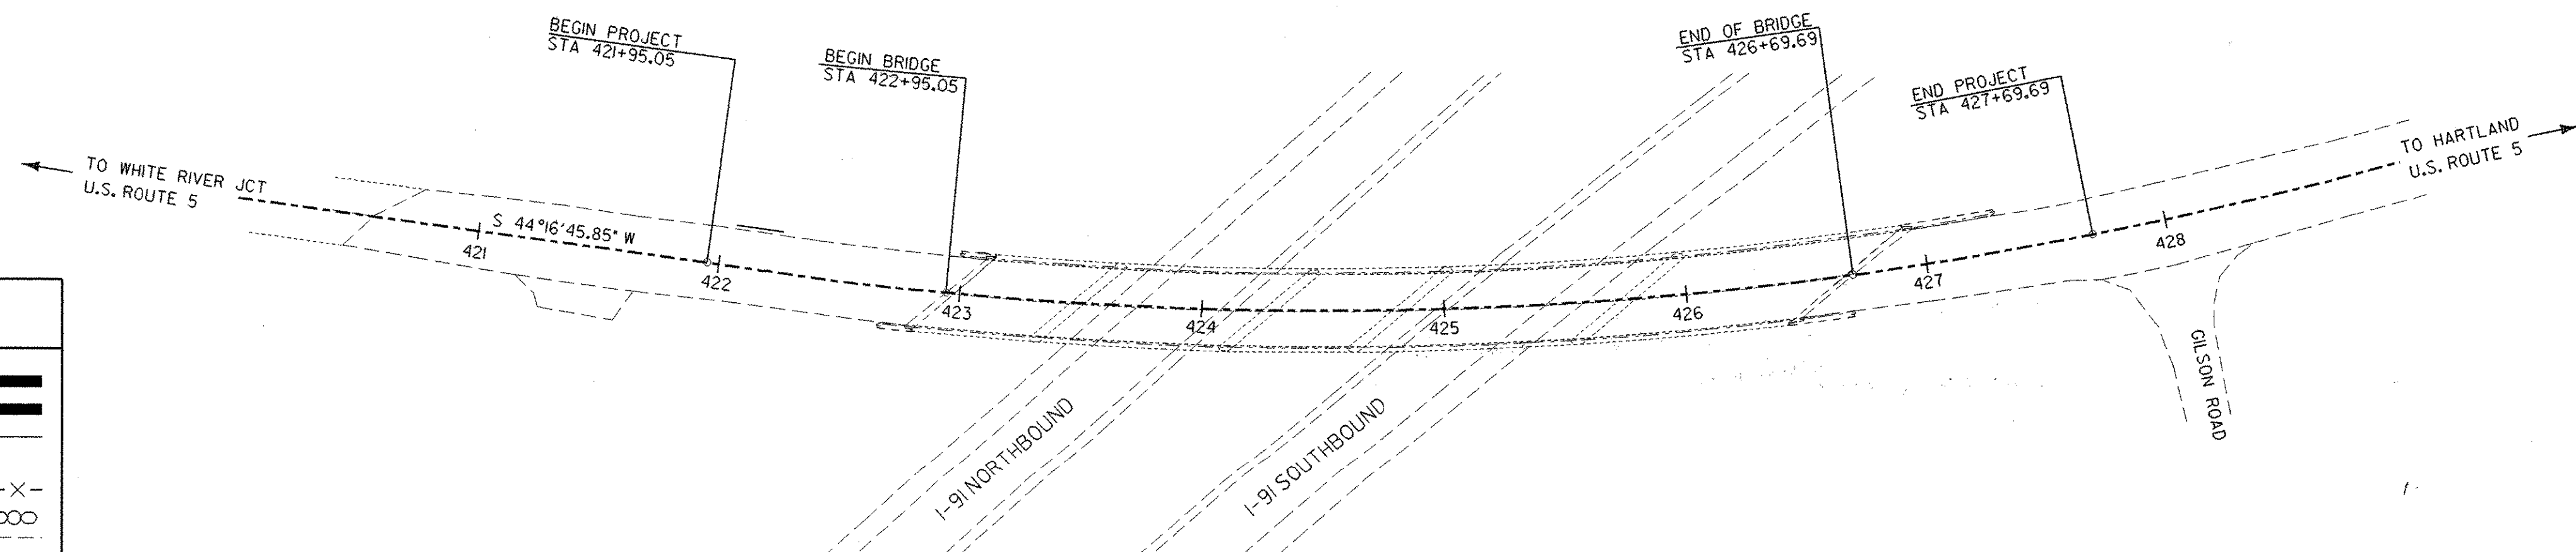 BEGIN PROJECT
STA 421+95.05
BEGIN BRIDGE
STA 422+95.05
END OF BRIDGE
STA 426+69.69
END PROJECT
STA 427+69.69
TO WHITE RIVER JCT
U.S. ROUTE 5
TO HARTLAND
U.S. ROUTE 5
S 44°16'45.85" W
421
422
423
424
425
426
427
428
I-91 NORTHBOUND
I-91 SOUTHBOUND
GILSON ROAD